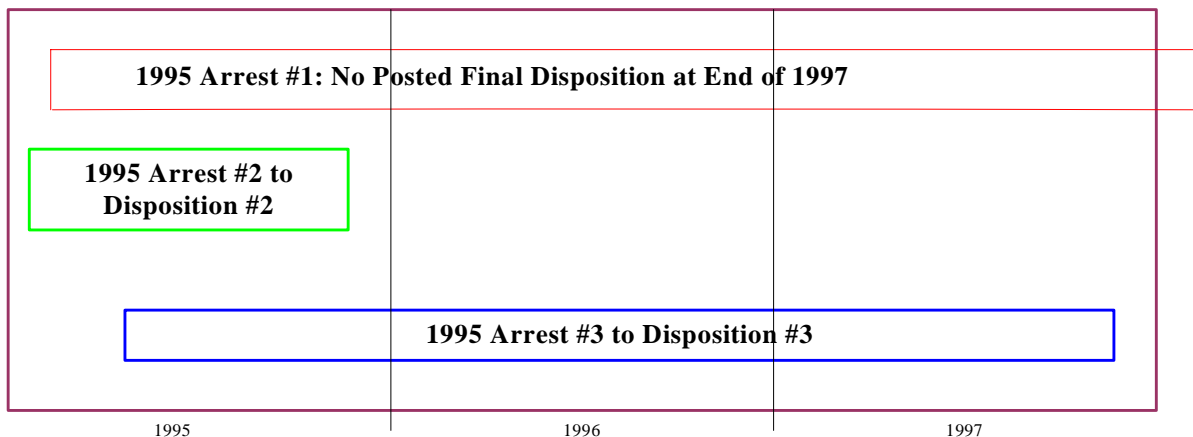 1995 Arrest #1: No Posted Final Disposition at End of 1997
1995 Arrest #2 to
Disposition #2
1995 Arrest #3 to Disposition #3
1995 1996 1997